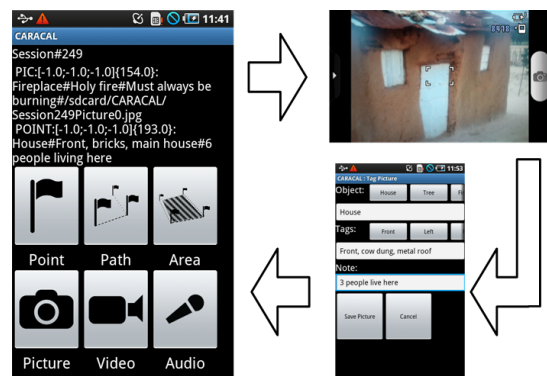 11:41
CARACAL
Session#249
PIC:[-1.0;-1.0;-1.0]{154.0}:
Fireplace#Holy fire#Must always be
burning#/sdcard/CARACAL/
Session249Picture0.jpg
POINT:[-1.0;-1.0;-1.0]{193.0}:
House#Front, bricks, main house#6
people living here
Point Path Area
Picture Video Audio
11:53
CARACAL : Tag Picture
Object: House Tree Fi
House
Tags: Front Left
Front, cow dung, metal roof
Note:
3 people live here
Save Picture Cancel